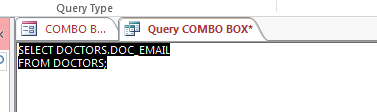 Query Type
COMBO B...
Query COMBO BOX*
SELECT DOCTORS.DOC_EMAIL
FROM DOCTORS;